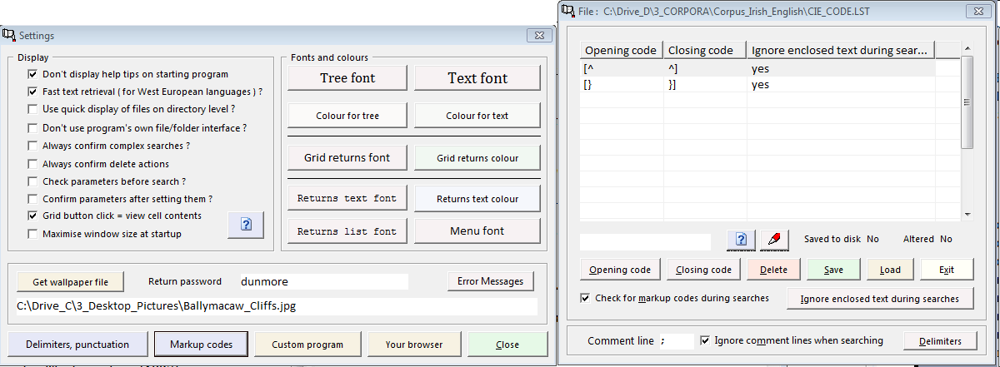 Settings
Display
Don't display help tips on starting program
Fast text retrieval ( for West European languages ) ?
Use quick display of files on directory level ?
Don't use program's own file/folder interface ?
Always confirm complex searches ?
Always confirm delete actions
Check parameters before search ?
Confirm parameters after setting them ?
Grid button click = view cell contents
Maximise window size at startup
?
Fonts and colours
Tree font Text font
Colour for tree Colour for text
Grid returns font Grid returns colour
Returns text font Returns text colour
Returns list font Menu font
Get wallpaper file Return password dunmore Error Messages
C:\Drive_C\3_Desktop_Pictures\Ballymacaw_Cliffs.jpg
Delimiters, punctuation Markup codes Custom program Your browser Close
File : C:\Drive_D\3_CORPORA\Corpus_Irish_English\CIE_CODE.LST
Opening code Closing code Ignore enclosed text during sear...
[^ ^] yes
[} }] yes
? Saved to disk No Altered No
Opening code Closing code Delete Save Load Exit
Check for markup codes during searches Ignore enclosed text during searches
Comment line ; Ignore comment lines when searching Delimiters